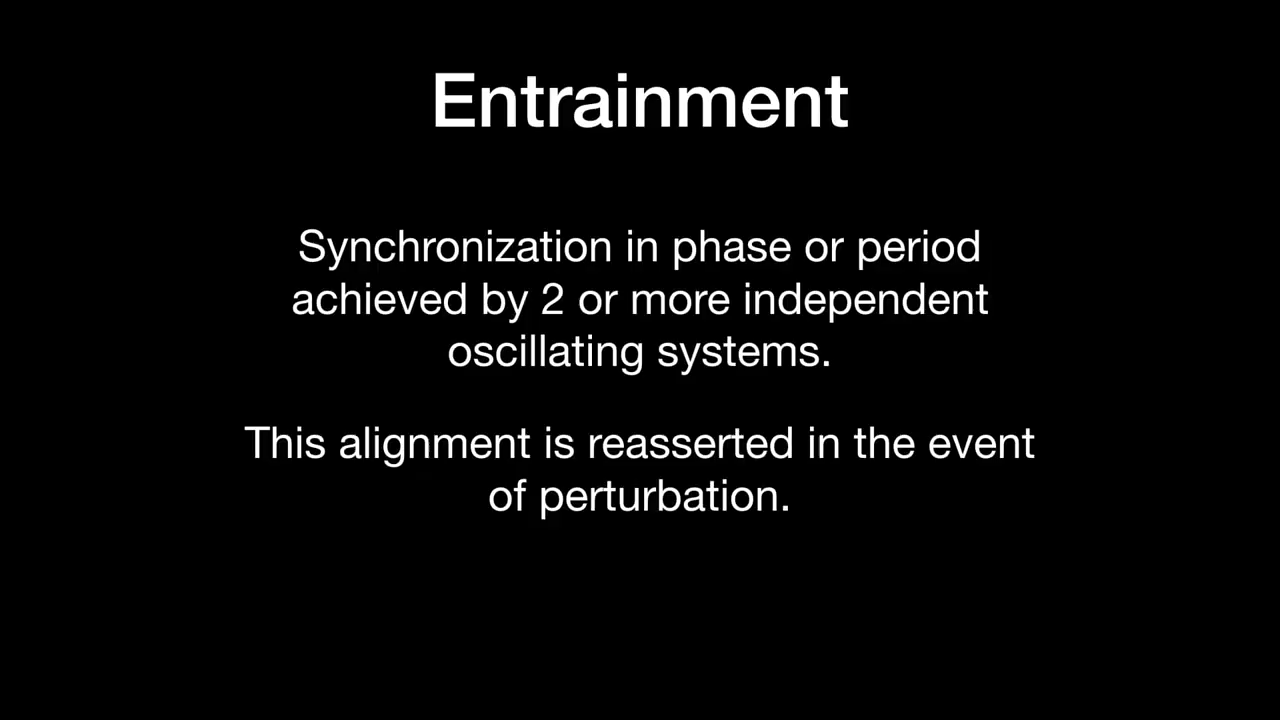 Entrainment
Synchronization in phase or period
achieved by 2 or more independent
oscillating systems.
This alignment is reasserted in the event
of perturbation.